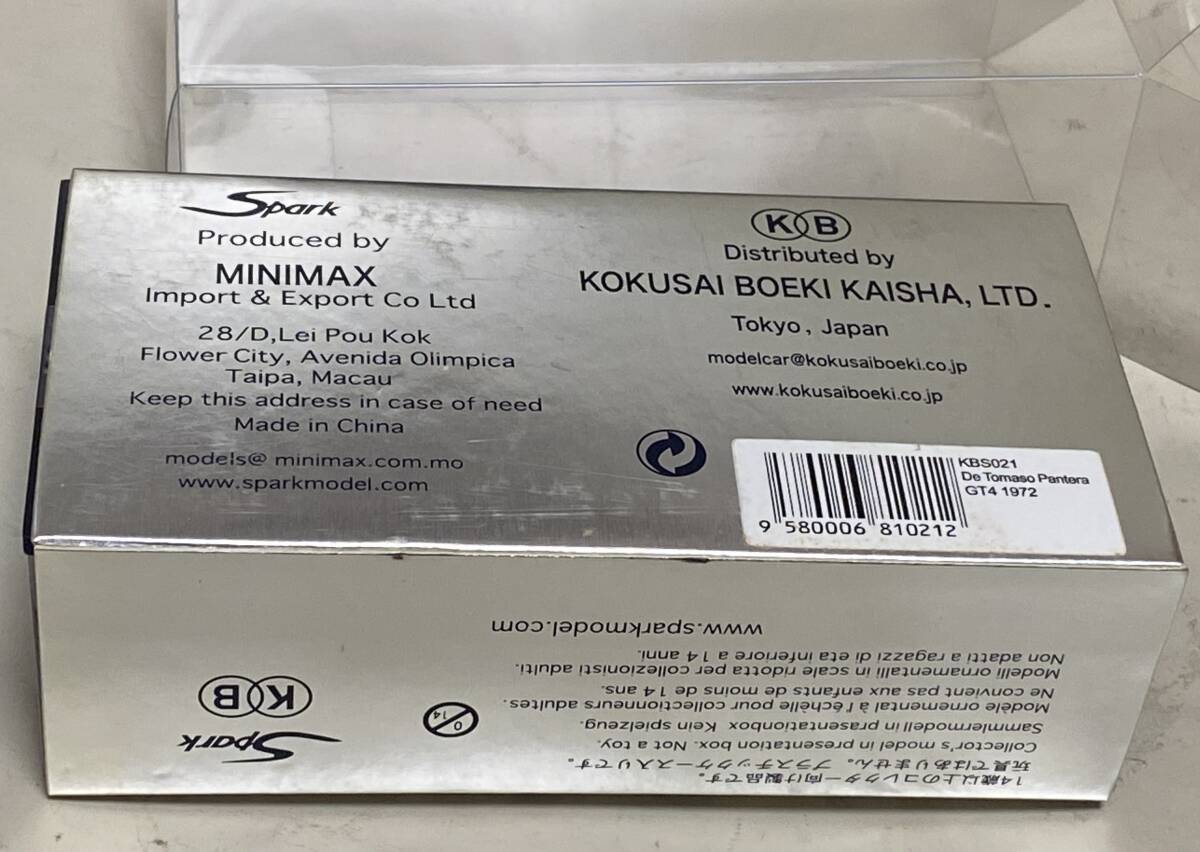 Spark
Produced by
MINIMAX
Import & Export Co Ltd
28/D,Lei Pou Kok
Flower City, Avenida Olimpica
Taipa, Macau
Keep this address in case of need
Made in China
models@ minimax.com.mo
www.sparkmodel.com
KB
Distributed by
KOKUSAI BOEKI KAISHA, LTD.
Tokyo, Japan
modelcar@kokusaiboeki.co.jp
www.kokusaiboeki.co.jp
KBS021
De Tomaso Pantera
GT4 1972
9 580006 810212
14歳以上のコレクター向け製品です。
玩具ではありません。プラスチックケース入りです。
Collector's model in presentation box. Not a toy.
Sammlermodell in prasentationbox Kein spielzeug.
Modèle ornemental à l'échèlle pour collectionneurs adultes.
Ne convient pas aux enfants de moins de 14 ans.
Modelli ornamentalli in scale ridotta per collezionisti adulti.
Non adatti a ragazzi di eta inferiore a 14 anni.
www.sparkmodel.com
0-14
Spark
KB